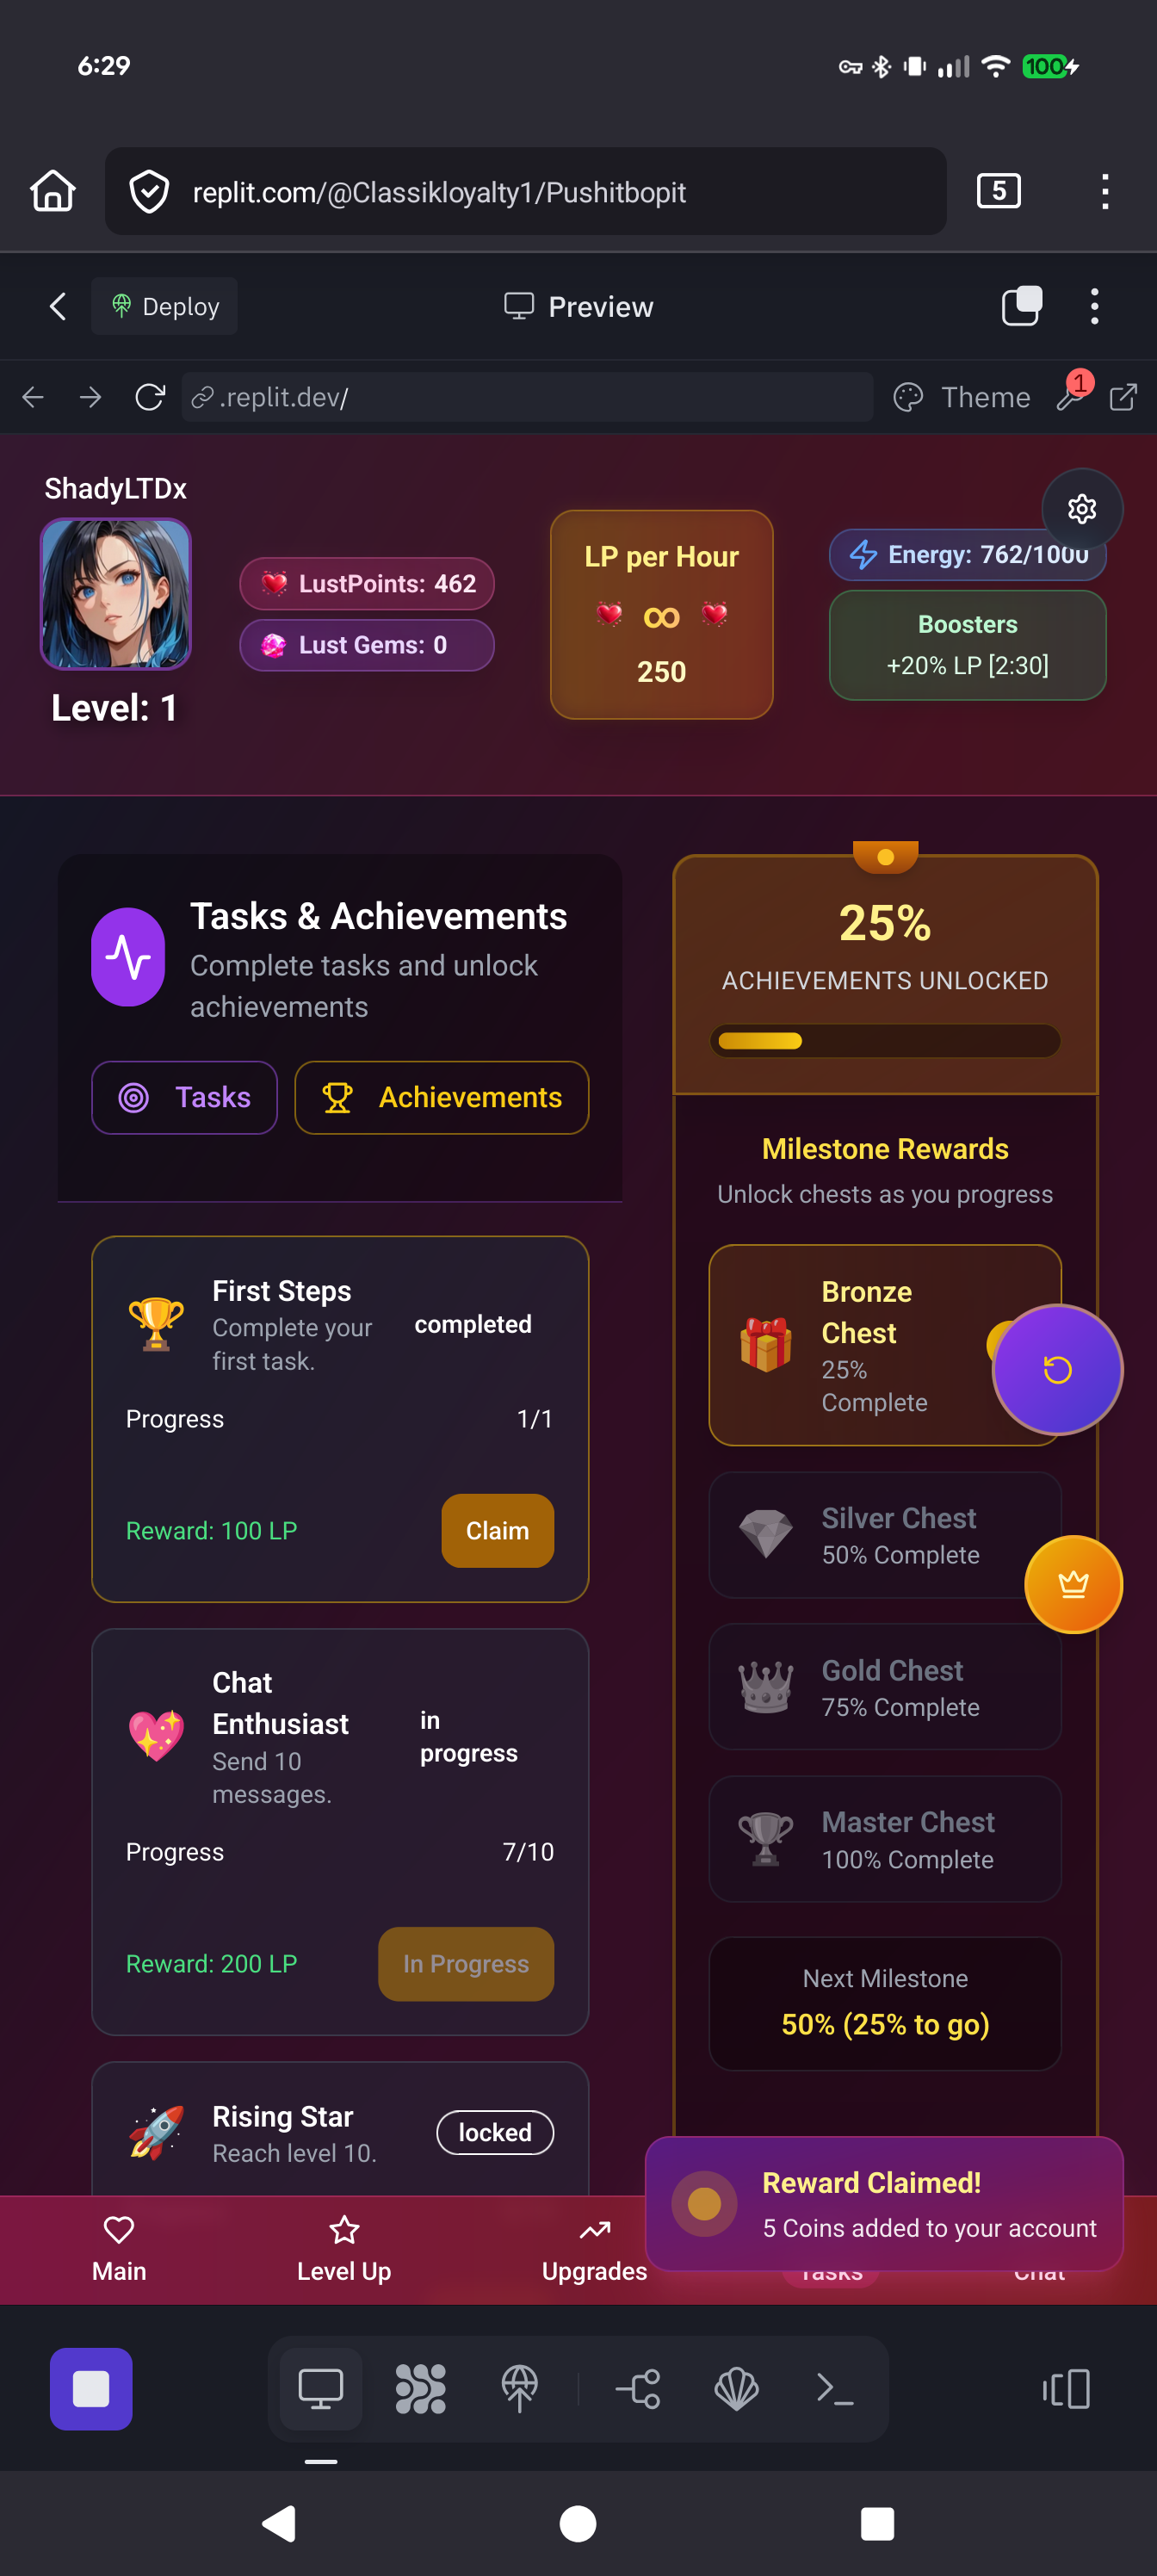 6:29
100
replit.com/@Classikloyalty1/Pushitbopit
5
Deploy
Preview
.replit.dev/
Theme
1
ShadyLTDx
Level: 1
LustPoints: 462
Lust Gems: 0
LP per Hour
∞
250
Energy: 762/1000
Boosters
+20% LP [2:30]
Tasks & Achievements
Complete tasks and unlock
achievements
Tasks
Achievements
First Steps
Complete your
first task.
completed
Progress
1/1
Reward: 100 LP
Claim
Chat
Enthusiast
Send 10
messages.
in
progress
Progress
7/10
Reward: 200 LP
In Progress
Rising Star
Reach level 10.
locked
25%
ACHIEVEMENTS UNLOCKED
Milestone Rewards
Unlock chests as you progress
Bronze
Chest
25%
Complete
Silver Chest
50% Complete
Gold Chest
75% Complete
Master Chest
100% Complete
Next Milestone
50% (25% to go)
Reward Claimed!
5 Coins added to your account
Main
Level Up
Upgrades
Tasks
Chat